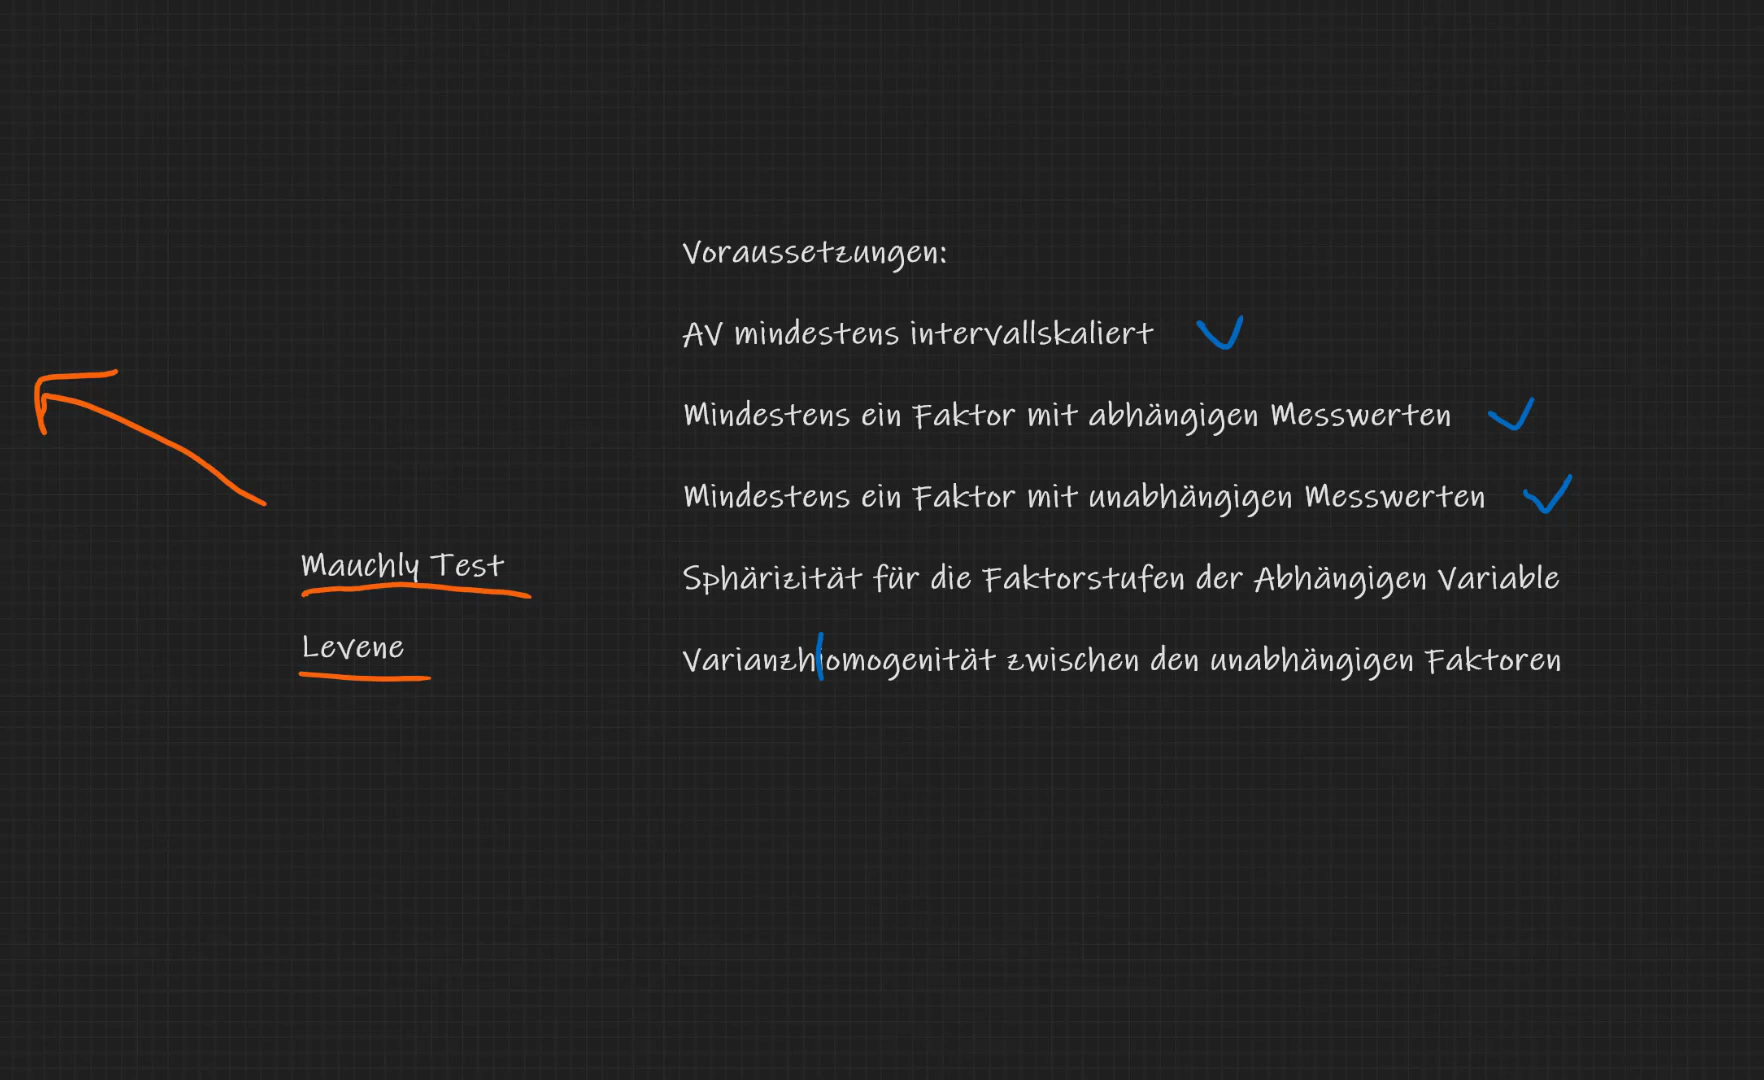 Voraussetzungen:
AV mindestens intervallskaliert
Mindestens ein Faktor mit abhängigen Messwerten
Mindestens ein Faktor mit unabhängigen Messwerten
Mauchly Test
Sphärizität für die Faktorstufen der Abhängigen Variable
Levene
Varianzhomogenität zwischen den unabhängigen Faktoren